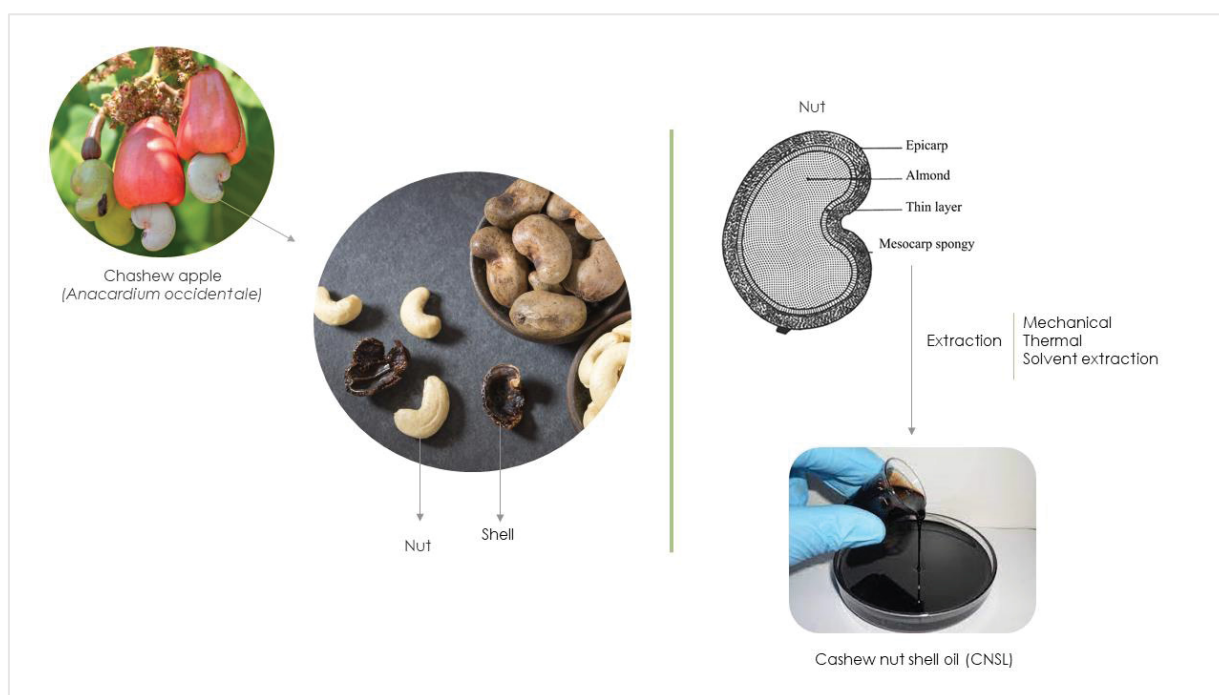 Chashew apple
(Anacardium occidentale)
Nut
Shell
Nut
Epicarp
Almond
Thin layer
Mesocarp spongy
Extraction
Mechanical
Thermal
Solvent extraction
Cashew nut shell oil (CNSL)